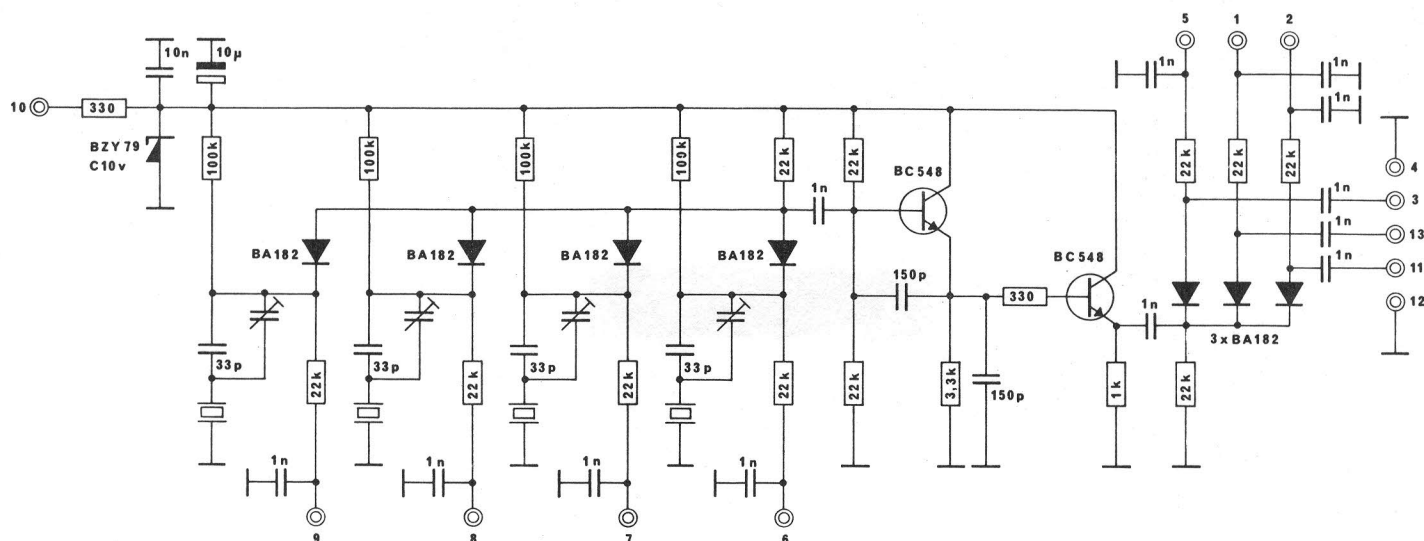 5 1 2
10n 10µ 1n 1n
10 330 1n
BZY79
C10v
100k 100k 100k 100k 22k 22k 22k 22k 22k
4
BC548
1n 1n 3
1n 13
BA182 BA182 BA182 BA182 BC548
1n 11
150p 330 1n 12
3xBA182
33p 33p 33p 33p
22k 22k 22k 22k 22k 3,3k 150p 1k 22k
1n 1n 1n 1n
9 8 7 6